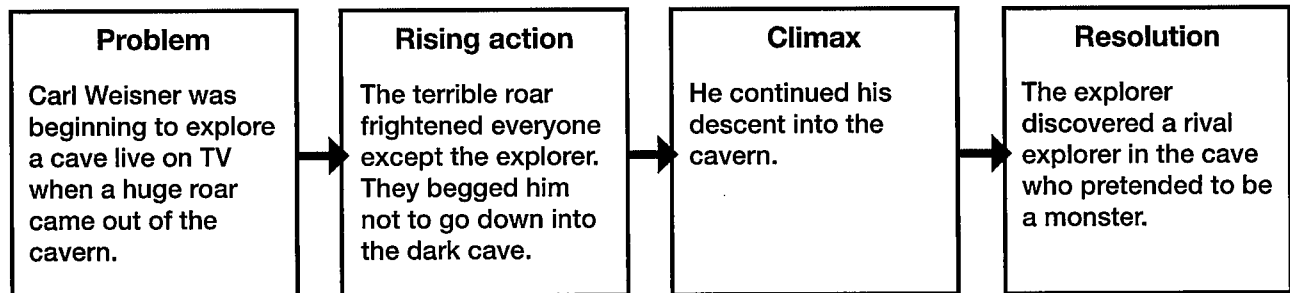 Problem
Carl Weisner was
beginning to explore
a cave live on TV
when a huge roar
came out of the
cavern.
Rising action
The terrible roar
frightened everyone
except the explorer.
They begged him
not to go down into
the dark cave.
Climax
He continued his
descent into the
cavern.
Resolution
The explorer
discovered a rival
explorer in the cave
who pretended to be
a monster.